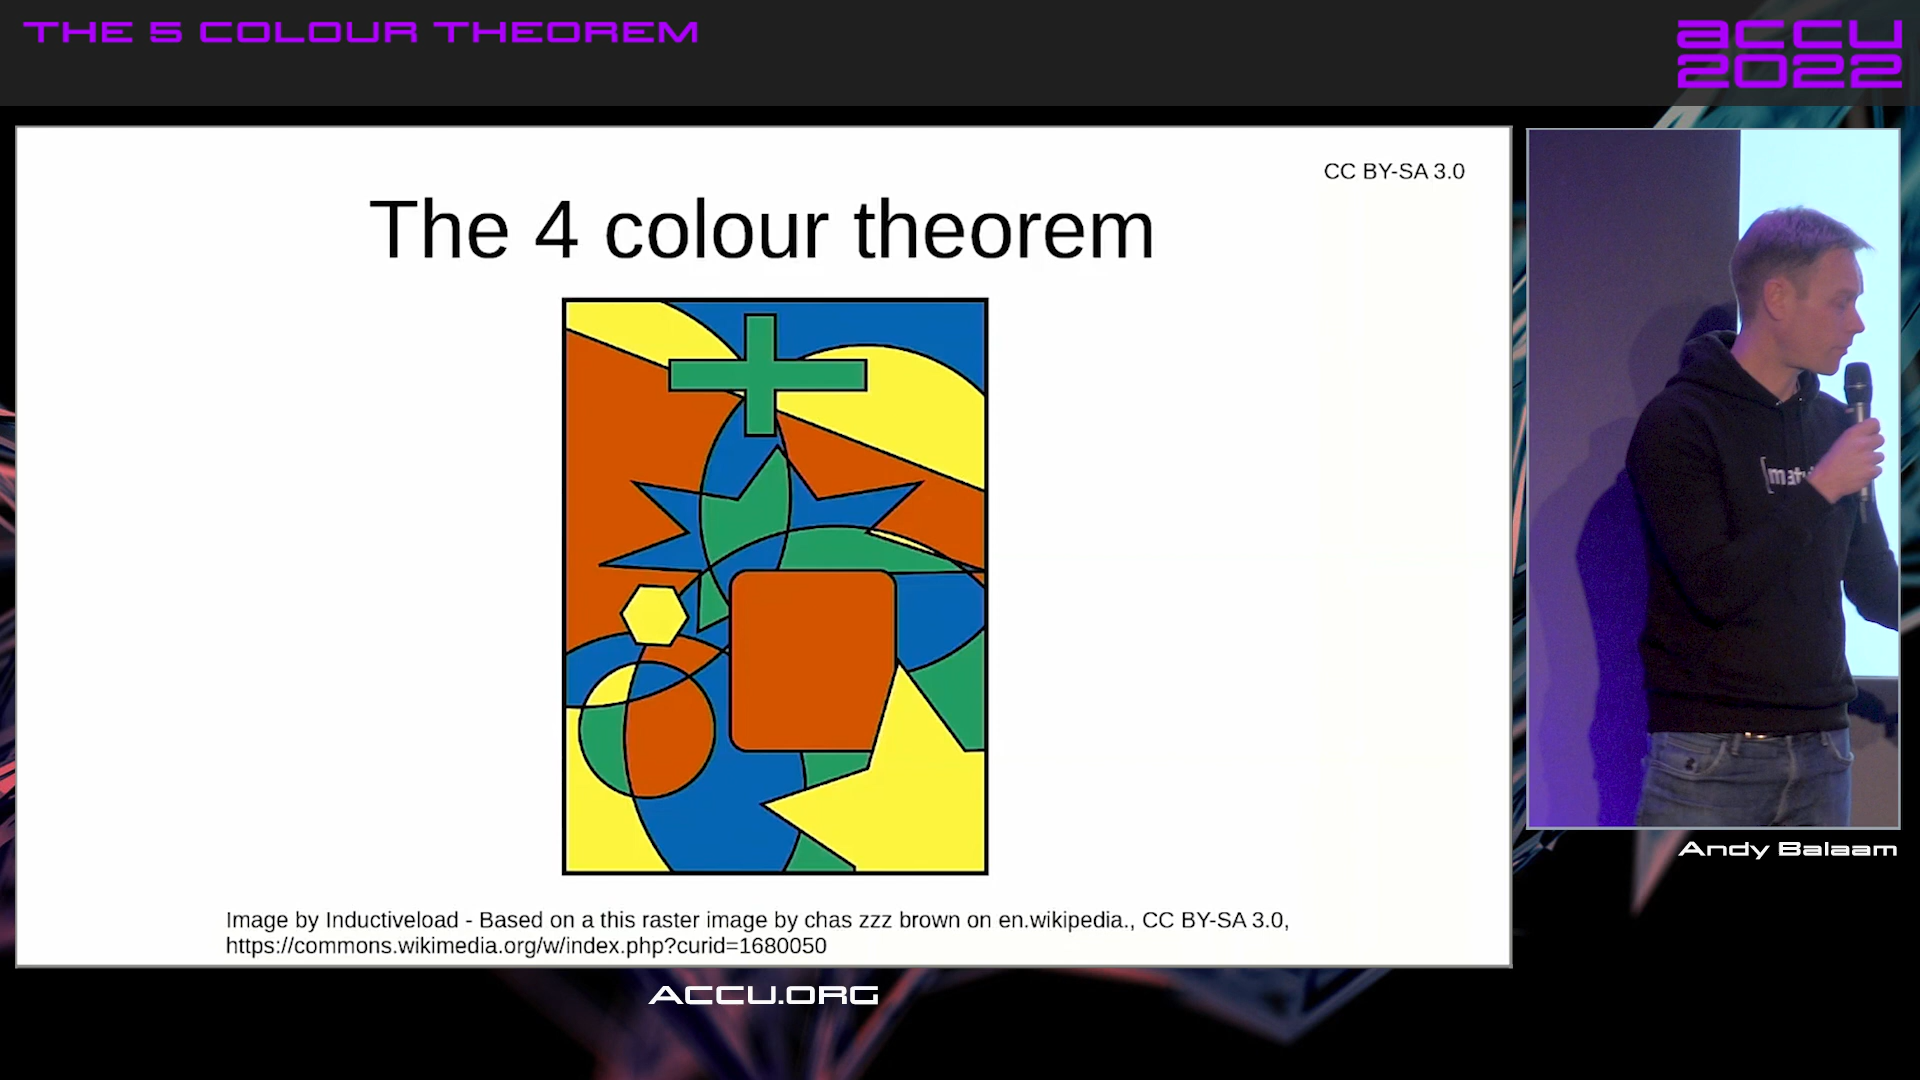 THE 5 COLOUR THEOREM
accu
2022
CC BY-SA 3.0
The 4 colour theorem
Image by Inductiveload - Based on a this raster image by chas zzz brown on en.wikipedia., CC BY-SA 3.0,
https://commons.wikimedia.org/w/index.php?curid=1680050
[mat
Andy Balaam
ACCU.ORG